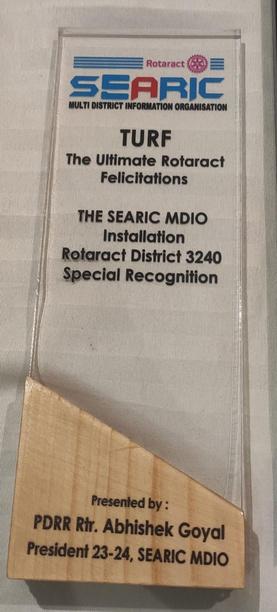 Rotaract
SEARIC
MULTI DISTRICT INFORMATION ORGANISATION
TURF
The Ultimate Rotaract
Felicitations
THE SEARIC MDIO
Installation
Rotaract District 3240
Special Recognition
Presented by :
PDRR Rtr. Abhishek Goyal
President 23-24, SEARIC MDIO